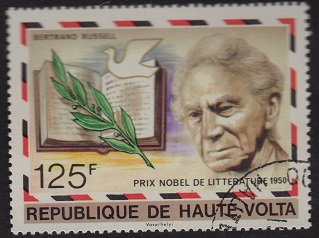 BERTRAND RUSSELL
125F
PRIX NOBEL DE LITTERATURE 1950
REPUBLIQUE DE HAUTE VOLTA